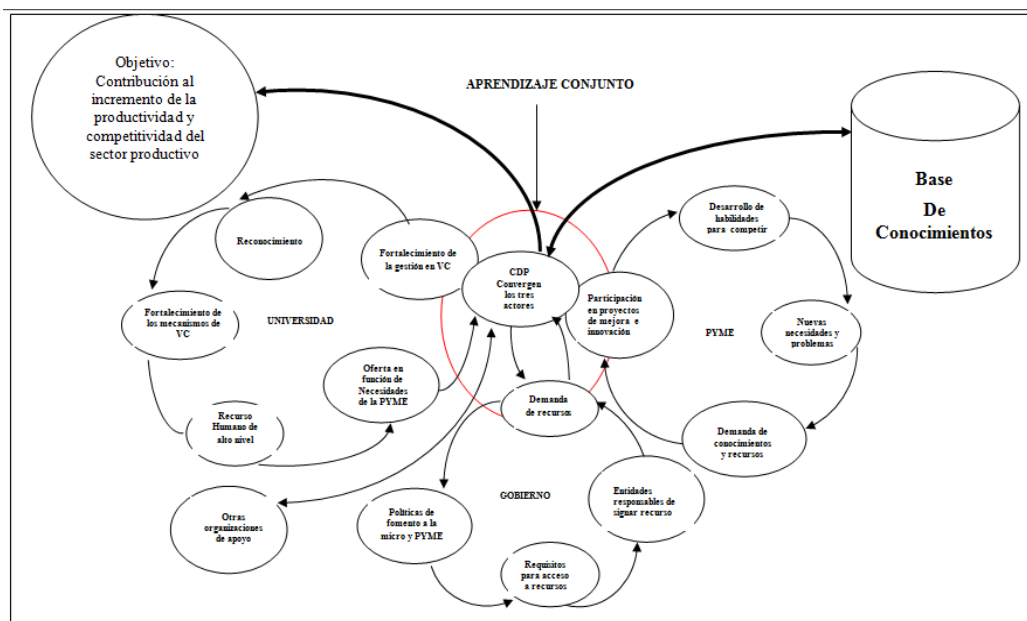 Objetivo:
Contribución al
incremento de la
productividad y
competitividad del
sector productivo
APRENDIZAJE CONJUNTO
Base
De
Conocimientos
Desarrollo de
habilidades
para competir
Reconocimiento
Fortalecimiento de
la gestión en VC
CDP
Convergen
los tres
actores
Participación
en proyectos
de mejora e
innovación
Fortalecimiento
de los mecanismos de
VC
UNIVERSIDAD
PYME
Nuevas
necesidades y
problemas
Oferta en
función de
Necesidades
de la PYME
Demanda
de recursos
Recurso
Humano de
alto nivel
Demanda de
conocimientos
y recursos
GOBIERNO
Entidades
responsables de
signar recurso
Otras
organizaciones
de apoyo
Políticas de
fomento a la
micro y PYME
Requisitos
para acceso
a recursos